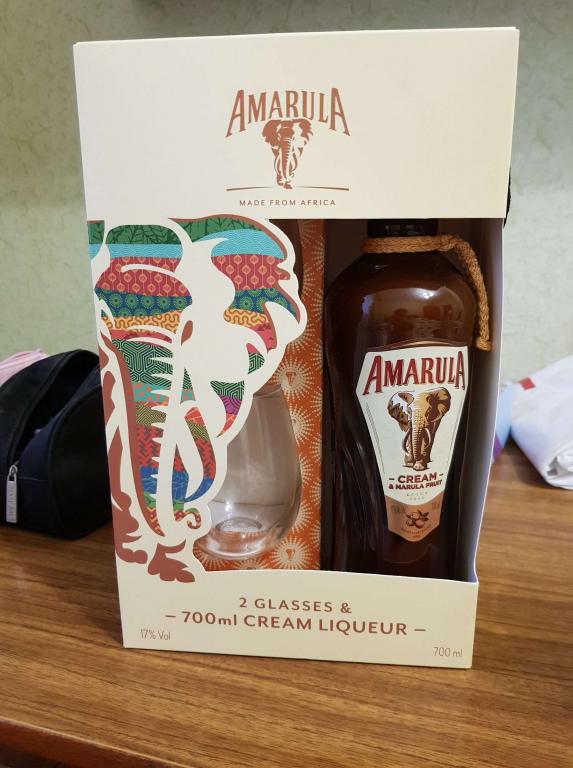 AMARULA
MADE FROM AFRICA
AMARULA
CREAM
& MARULA FRUIT
2 GLASSES &
– 700ml CREAM LIQUEUR –
17% Vol
700 ml